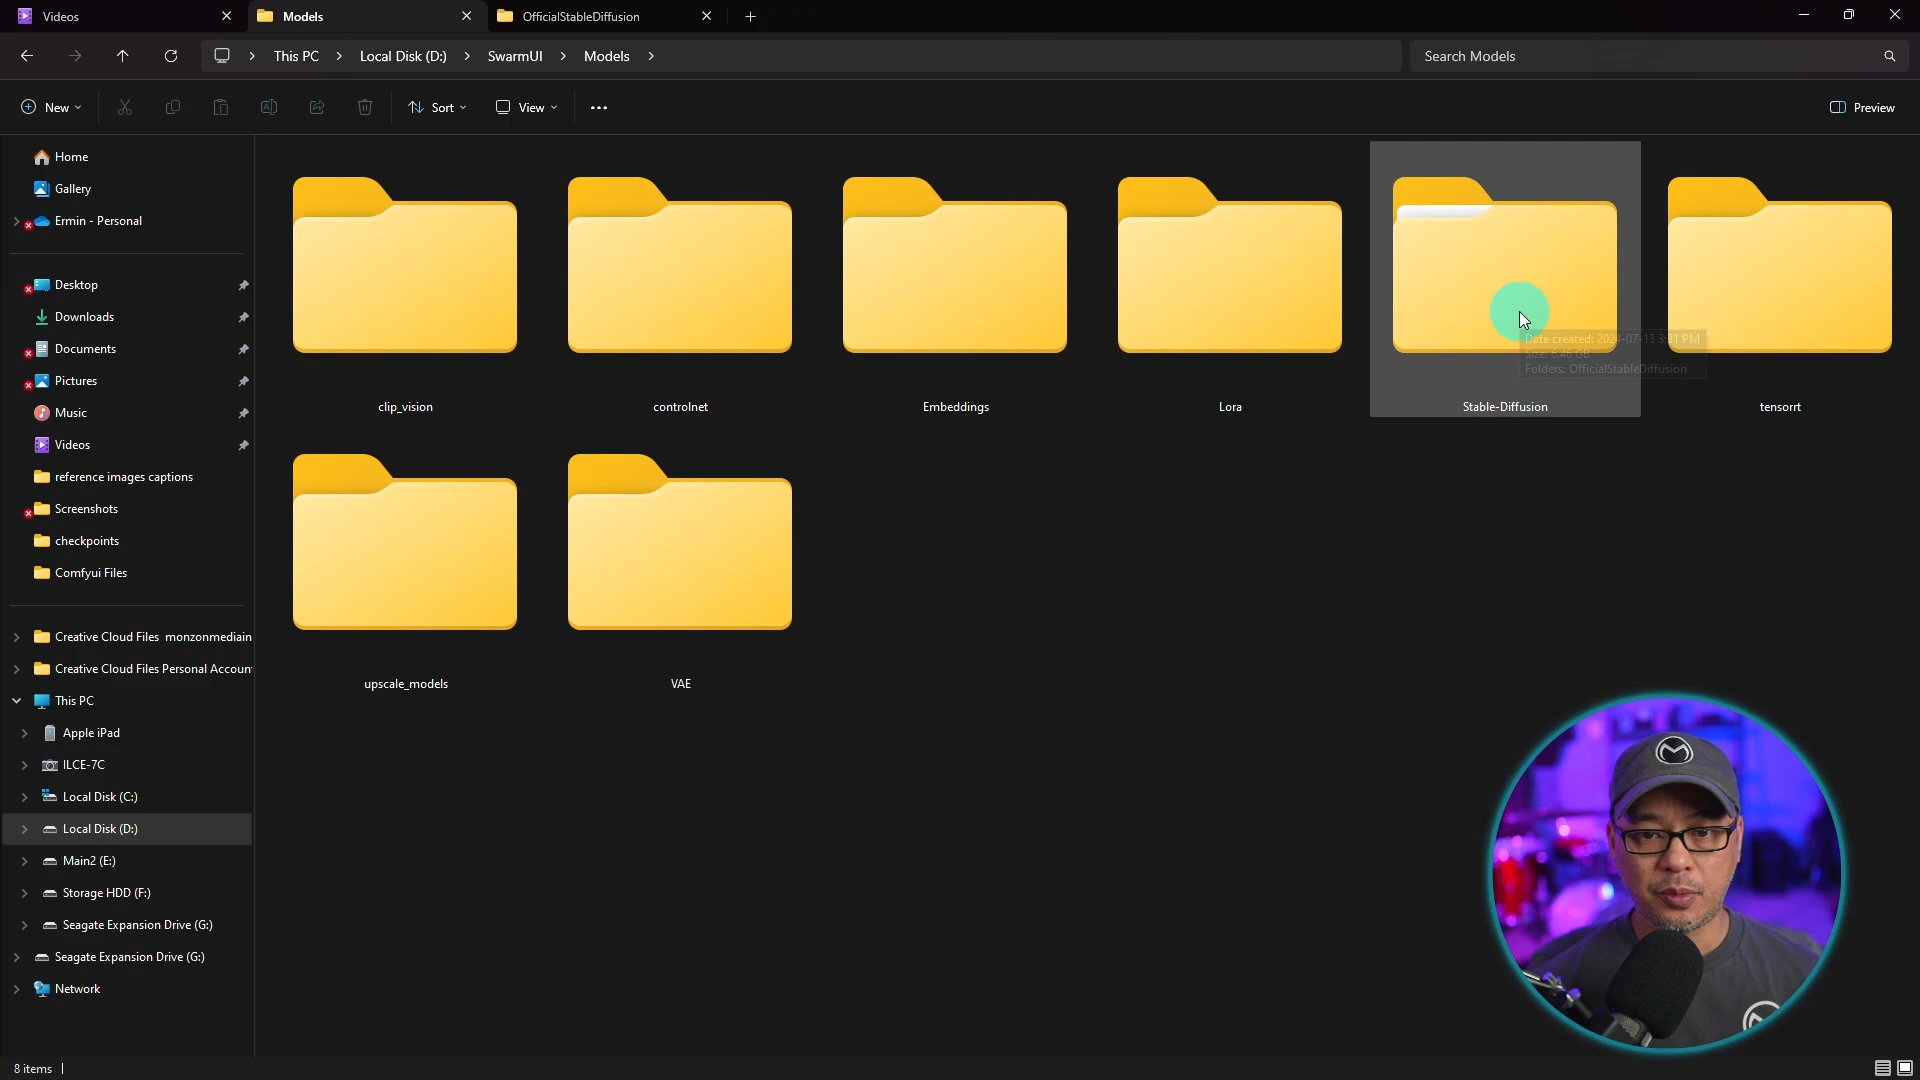 Videos
Models
OfficialStableDiffusion
This PC
Local Disk (D:)
SwarmUI
Models
Search Models
New
Sort
View
Preview
Home
Gallery
Ermin - Personal
Desktop
Downloads
Documents
Pictures
Music
Videos
reference images captions
Screenshots
checkpoints
Comfyui Files
Creative Cloud Files monzonmediain
Creative Cloud Files Personal Accoun
This PC
Apple iPad
ILCE-7C
Local Disk (C:)
Local Disk (D:)
Main2 (E:)
Storage HDD (F:)
Seagate Expansion Drive (G:)
Seagate Expansion Drive (G:)
Network
clip_vision
controlnet
Embeddings
Lora
Stable-Diffusion
tensorrt
Date created: 2024-07-13 3:31 PM
Size: 6.46 GB
Folders: OfficialStableDiffusion
upscale_models
VAE
8 items